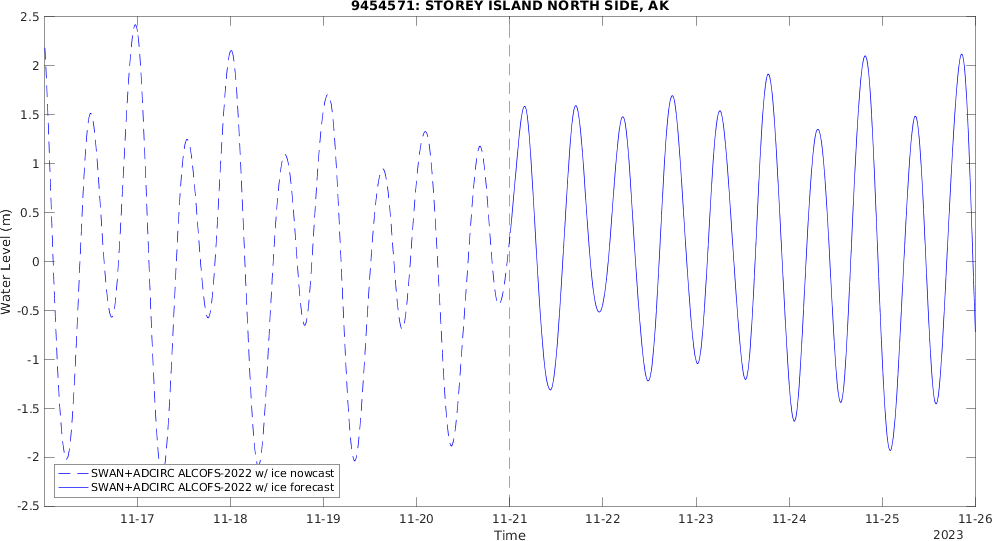 9454571: STOREY ISLAND NORTH SIDE, AK
2.5
2
1.5
1
0.5
0
-0.5
-1
-1.5
-2
-2.5
Water Level (m)
SWAN+ADCIRC ALCOFS-2022 w/ ice nowcast
SWAN+ADCIRC ALCOFS-2022 w/ ice forecast
11-17 11-18 11-19 11-20 11-21 11-22 11-23 11-24 11-25 11-26
Time 2023